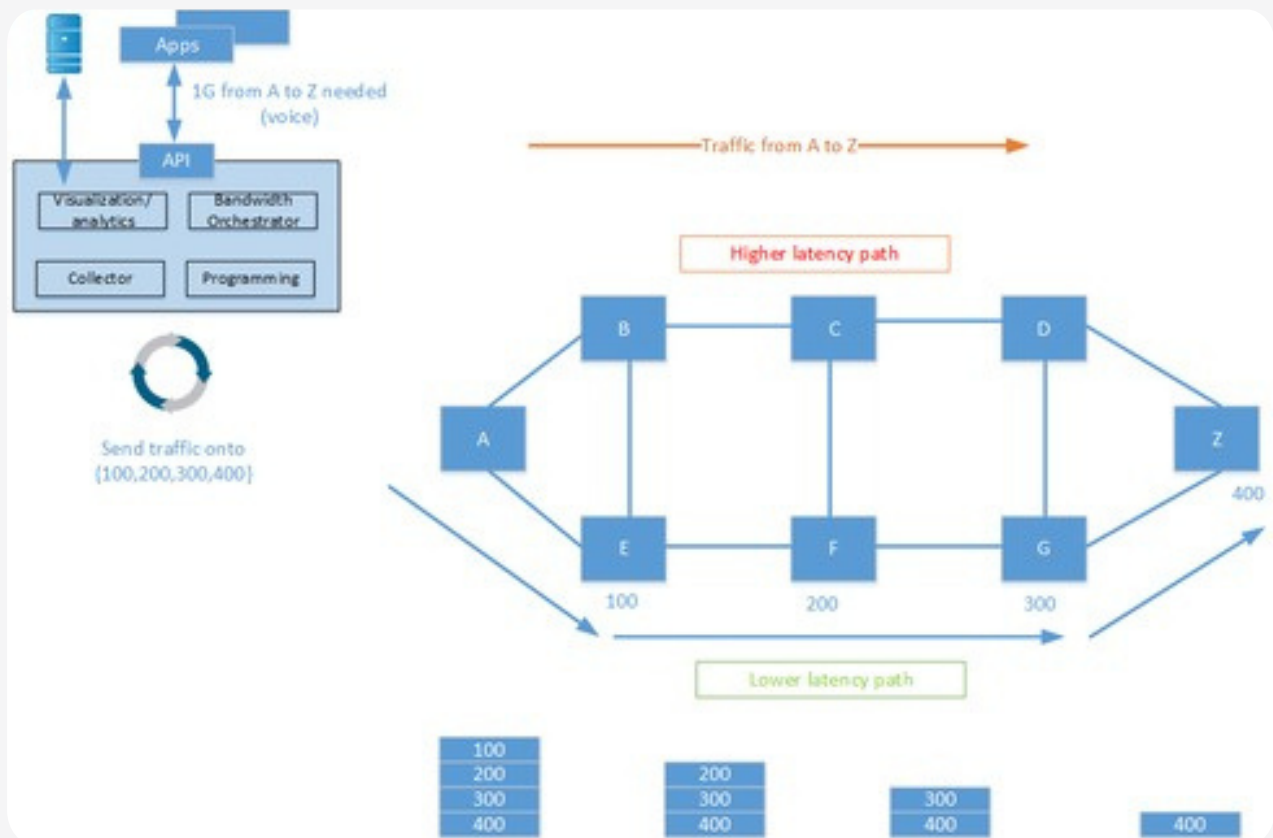 Apps
1G from A to Z needed
(voice)
API
Visualization/
analytics
Bandwidth
Orchestrator
Collector
Programming
Send traffic onto
{100,200,300,400}
Traffic from A to Z
Higher latency path
B
C
D
A
Z
400
E
F
G
100
200
300
Lower latency path
100
200
300
400
200
300
400
300
400
400